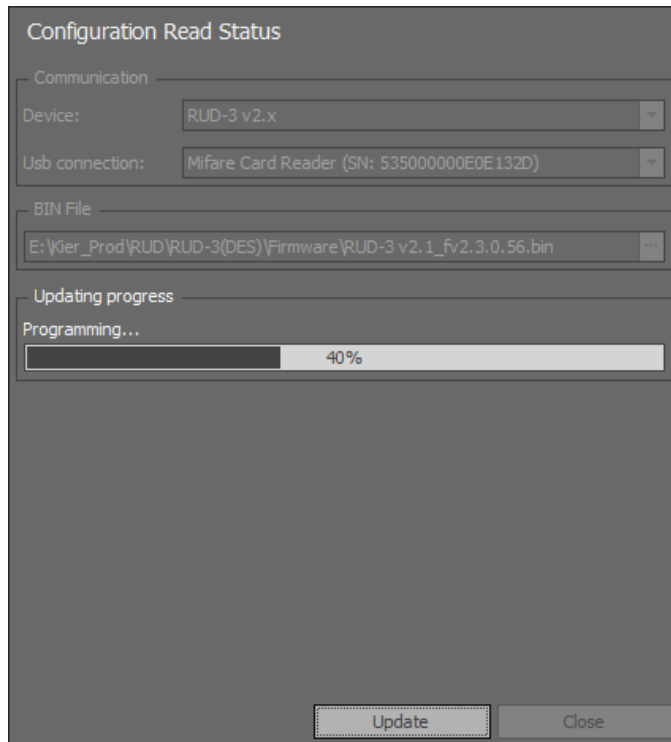 Configuration Read Status
Communication
Device: RUD-3 v2.x
Usb connection: Mifare Card Reader (SN: 535000000E0E132D)
BIN File
E:\Kier_Prod\RUD\RUD-3(DES)\Firmware\RUD-3 v2.1_fv2.3.0.56.bin ...
Updating progress
Programming...
40%
Update Close